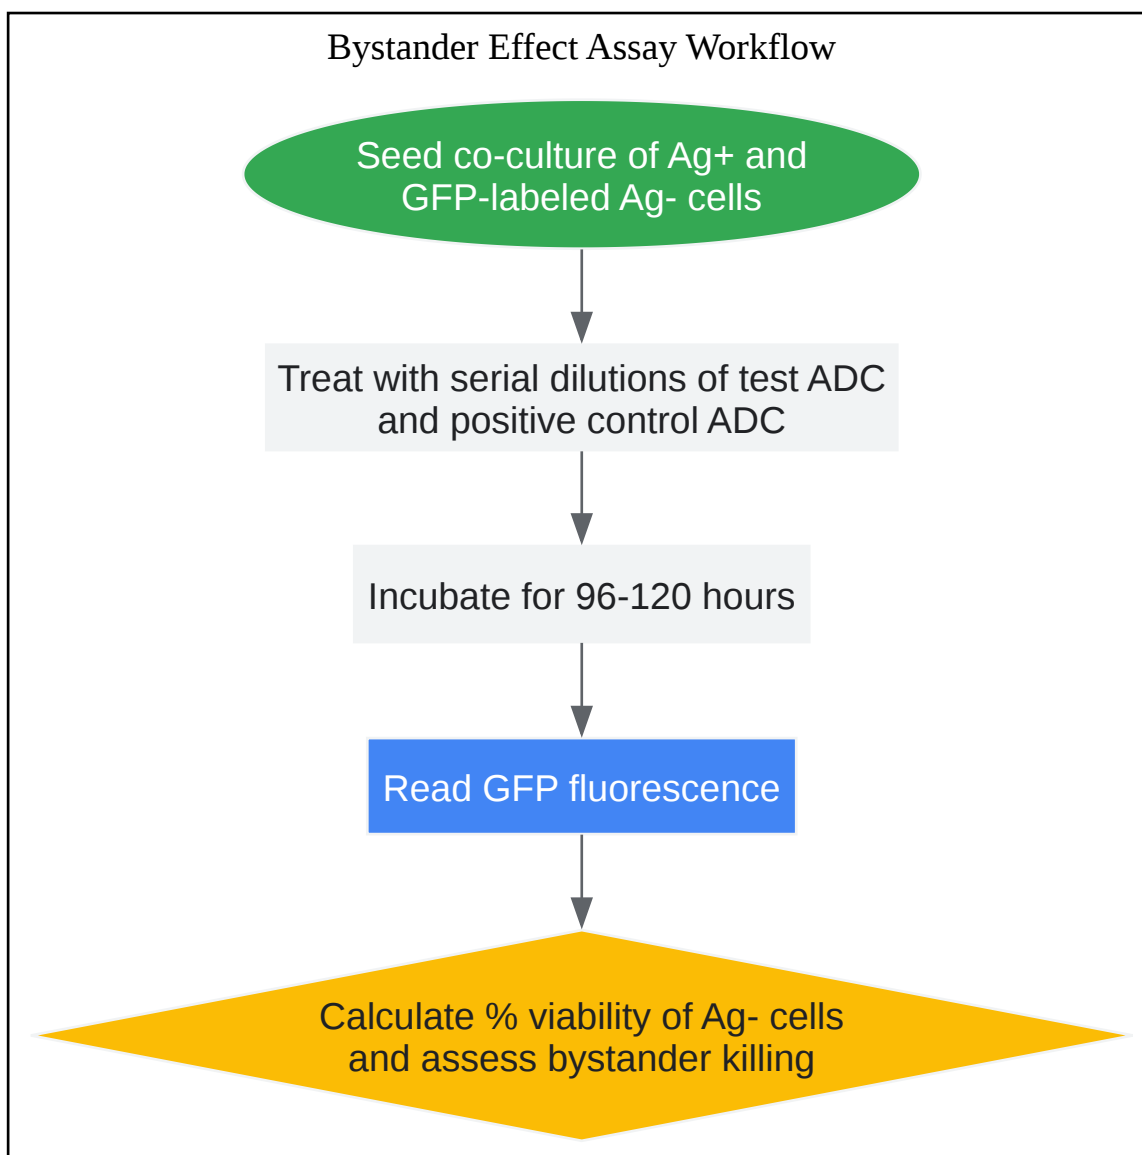 Bystander Effect Assay Workflow
Seed co-culture of Ag+ and
GFP-labeled Ag- cells
Treat with serial dilutions of test ADC
and positive control ADC
Incubate for 96-120 hours
Read GFP fluorescence
Calculate % viability of Ag- cells
and assess bystander killing